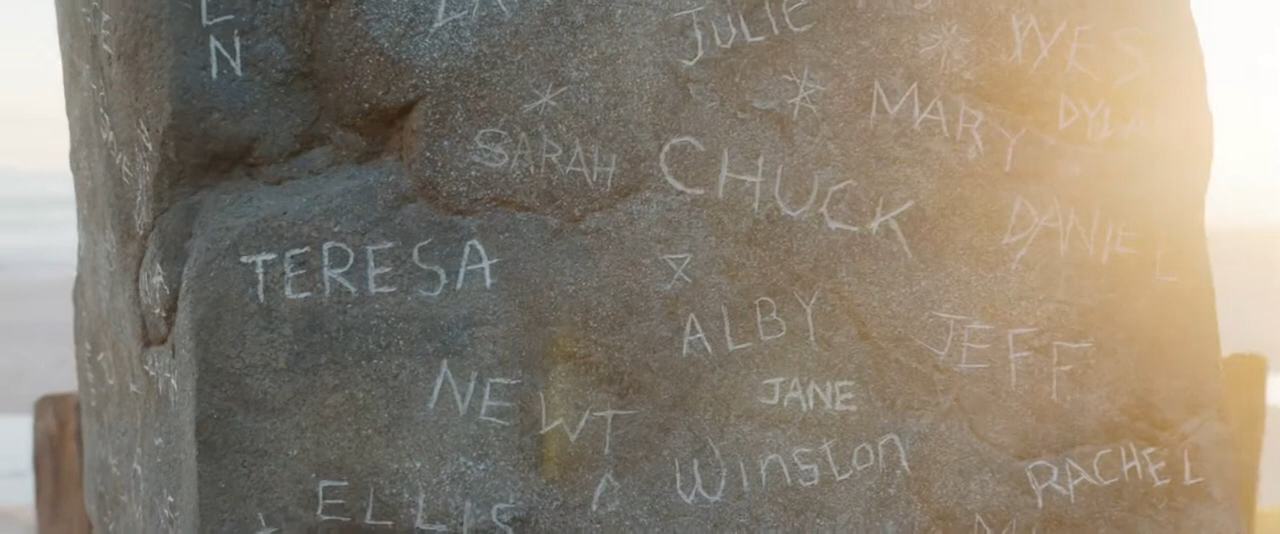 JULIE
WES
MARY
SARAH
CHUCK
DANIEL
TERESA
ALBY
JEFF
NEWT
JANE
Winston
RACHEL
ELLIS